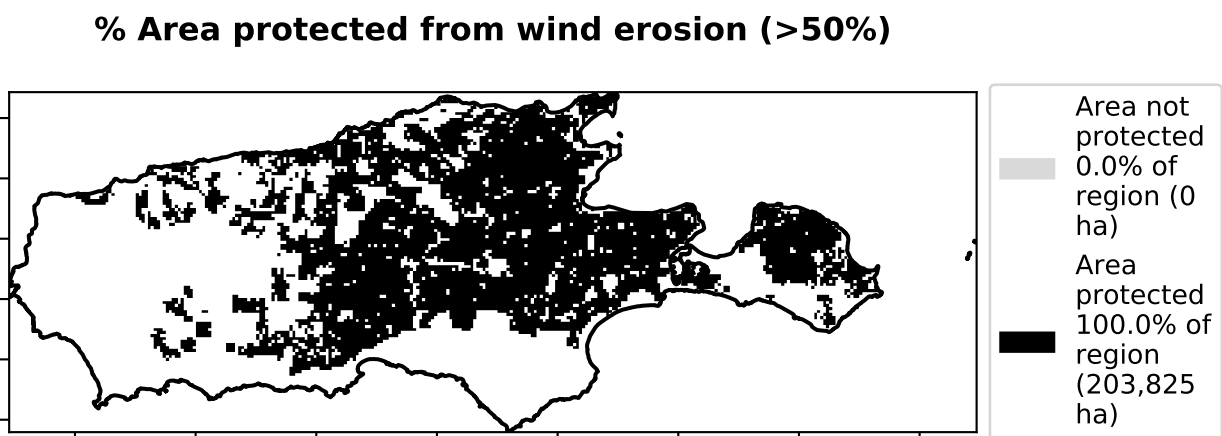 % Area protected from wind erosion (>50%)
Area not
protected
0.0% of
region (0
ha)
Area
protected
100.0% of
region
(203,825
ha)